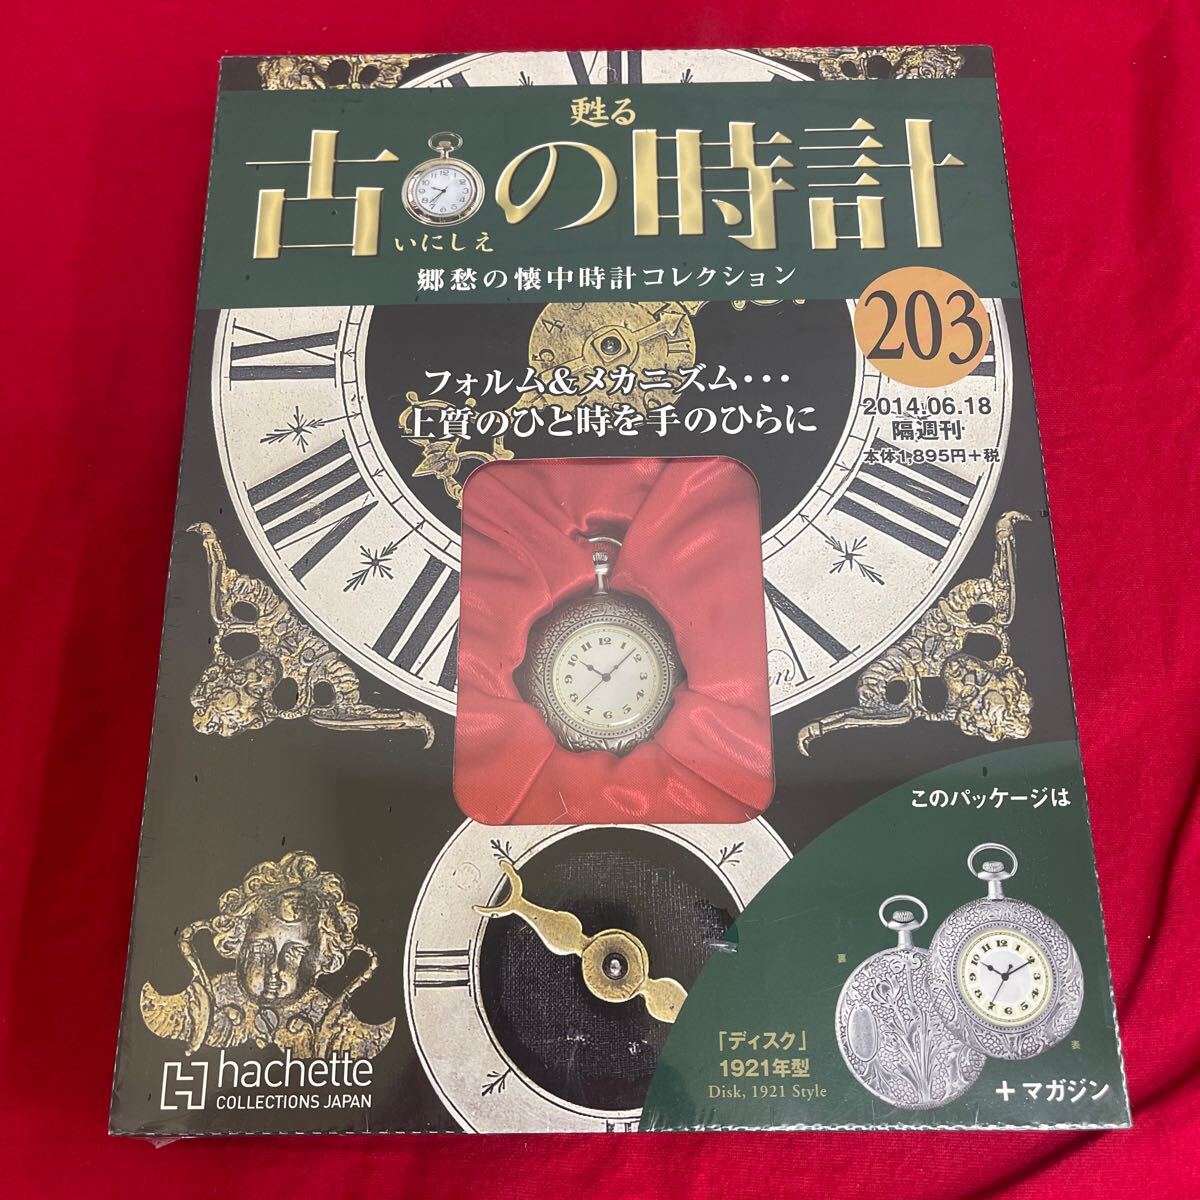 甦る
古の時計
いにしえ
郷愁の懐中時計コレクション
203
フォルム&メカニズム・・・
上質のひと時を手のひらに
2014.06.18
隔週刊
本体1,895円+税
このパッケージは
裏
表
「ディスク」
1921年型
Disk, 1921 Style
+マガジン
hachette
COLLECTIONS JAPAN